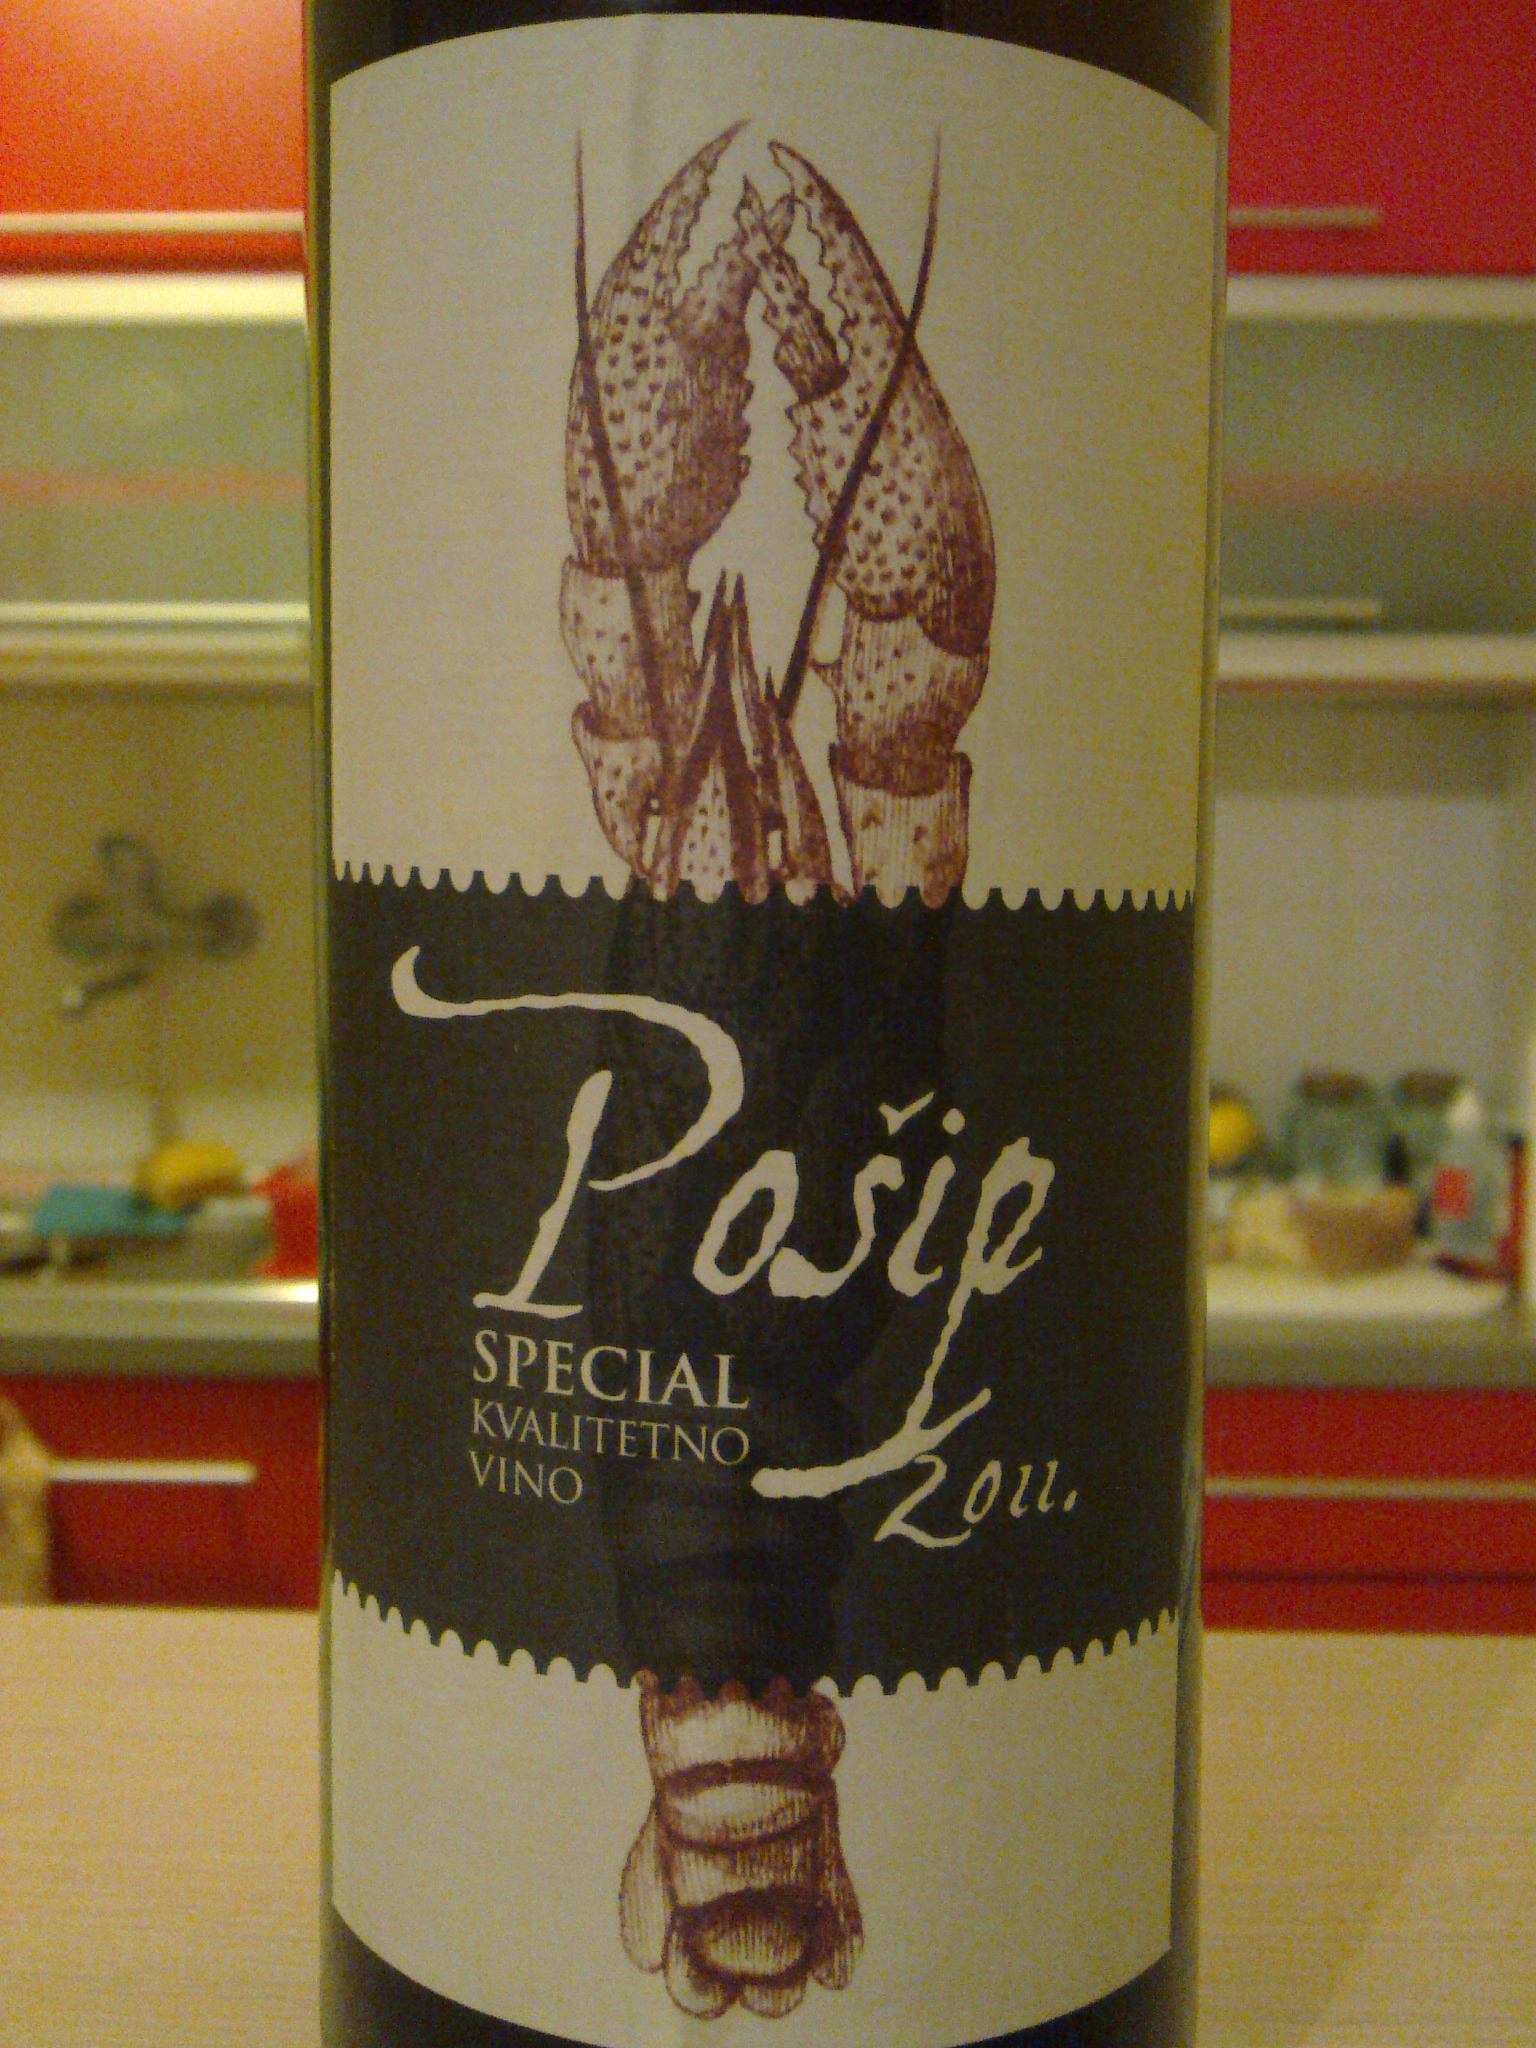 Pošip
SPECIAL
KVALITETNO
VINO
2011.